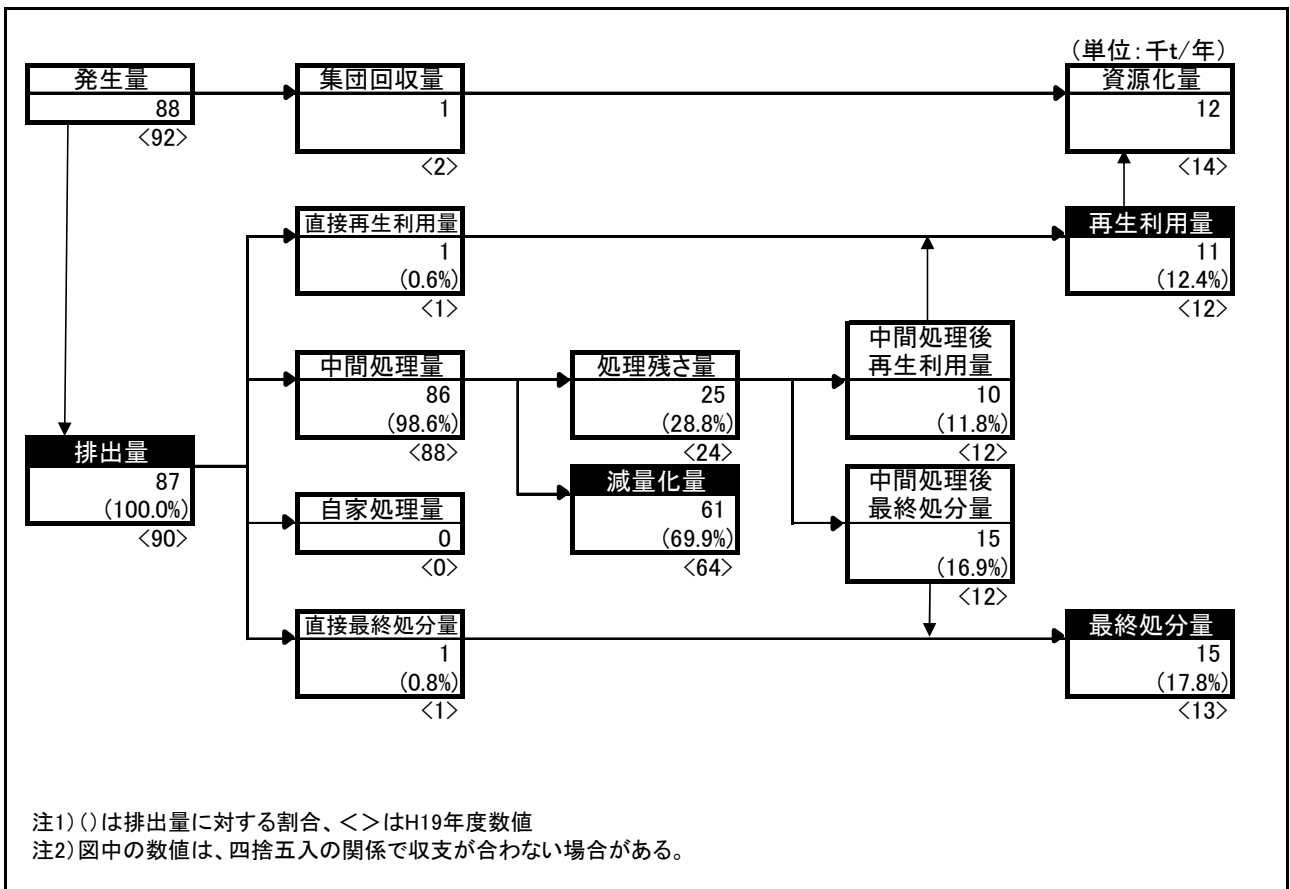 (単位:千t/年)
発生量
88
<92>
集団回収量
1
<2>
資源化量
12
<14>
直接再生利用量
1
(0.6%)
<1>
再生利用量
11
(12.4%)
<12>
中間処理量
86
(98.6%)
<88>
処理残さ量
25
(28.8%)
<24>
中間処理後
再生利用量
10
(11.8%)
<12>
排出量
87
(100.0%)
<90>
減量化量
61
(69.9%)
<64>
中間処理後
最終処分量
15
(16.9%)
<12>
自家処理量
0
<0>
直接最終処分量
1
(0.8%)
<1>
最終処分量
15
(17.8%)
<13>
注1)()は排出量に対する割合、<>はH19年度数値
注2)図中の数値は、四捨五入の関係で収支が合わない場合がある。